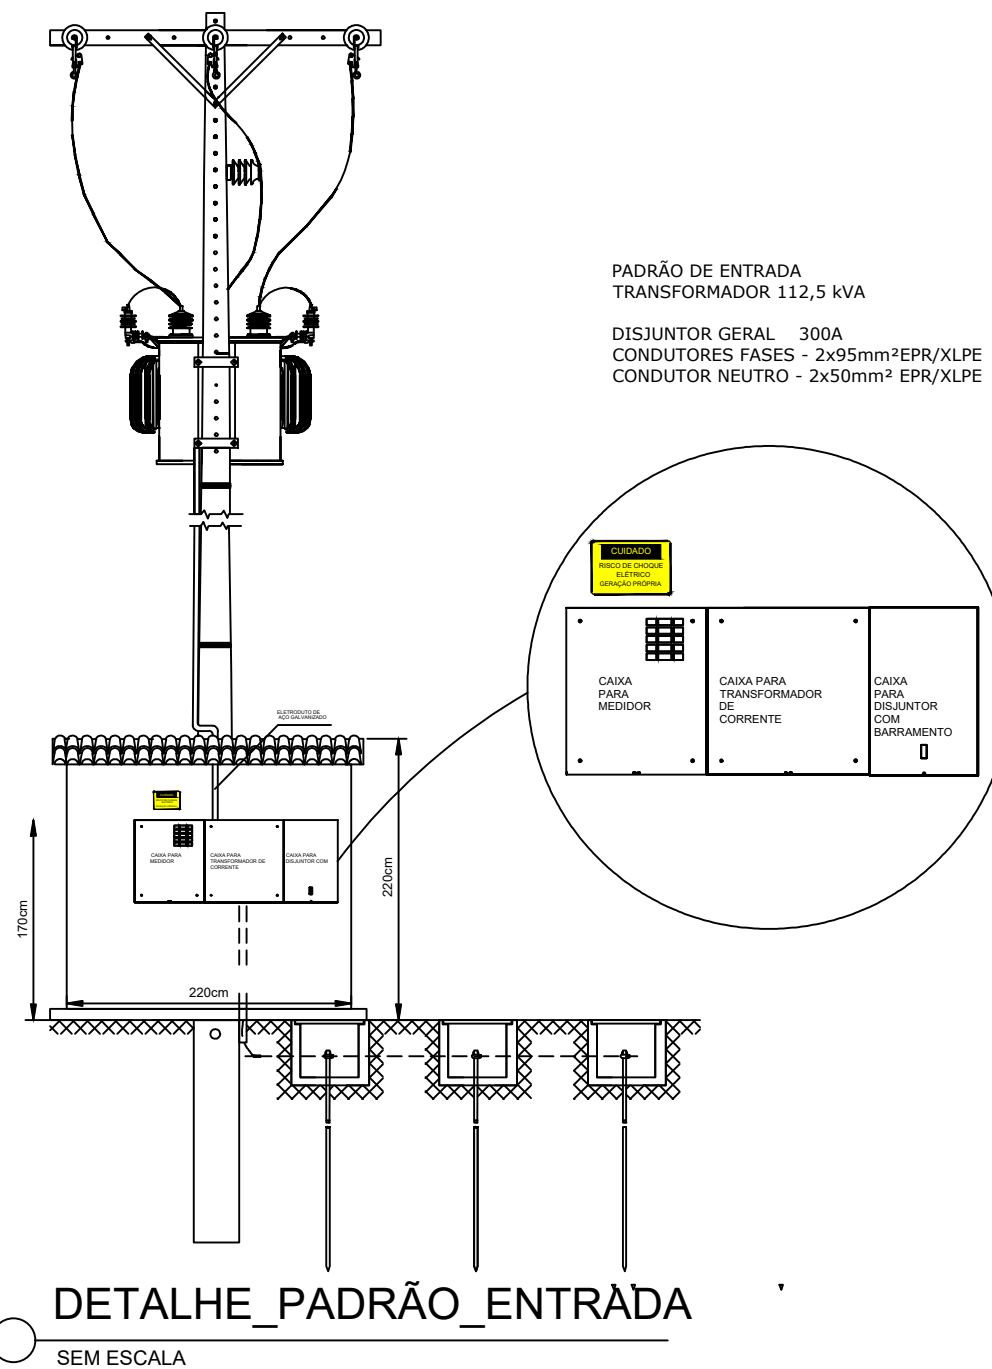 PADRÃO DE ENTRADA
TRANSFORMADOR 112,5 kVA
DISJUNTOR GERAL 300A
CONDUTORES FASES - 2x95mm²EPR/XLPE
CONDUTOR NEUTRO - 2x50mm² EPR/XLPE
CUIDADO
RISCO DE CHOQUE
ELÉTRICO
GERAÇÃO PRÓPRIA
CAIXA
PARA
MEDIDOR
CAIXA PARA
TRANSFORMADOR
DE
CORRENTE
CAIXA
PARA
DISJUNTOR
COM
BARRAMENTO
ELETRODUTO DE
AÇO GALVANIZADO
CAIXA PARA
MEDIDOR
CAIXA PARA
TRANSFORMADOR DE
CORRENTE
CAIXA PARA
DISJUNTOR COM
170cm
220cm
220cm
DETALHE_PADRÃO_ENTRADA
SEM ESCALA